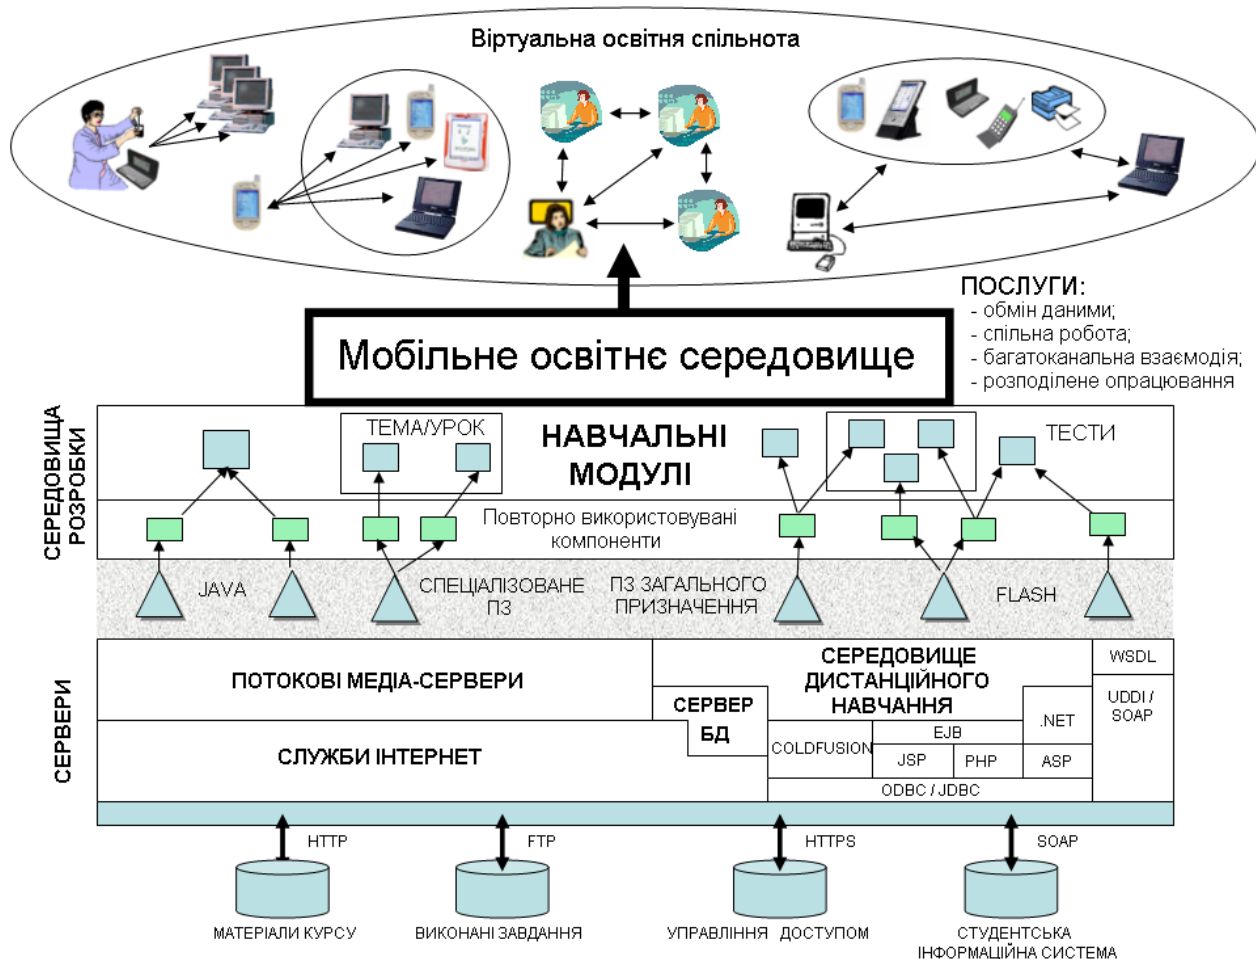 Віртуальна освітня спільнота
ПОСЛУГИ:
- обмін даними;
- спільна робота;
- багатоканальна взаємодія;
- розподілене опрацювання
Мобільне освітнє середовище
СЕРЕДОВИЩА
РОЗРОБКИ
ТЕМА/УРОК
НАВЧАЛЬНІ
МОДУЛІ
ТЕСТИ
Повторно використовувані
компоненти
JAVA
СПЕЦІАЛІЗОВАНЕ
ПЗ
ПЗ ЗАГАЛЬНОГО
ПРИЗНАЧЕННЯ
FLASH
СЕРВЕРИ
ПОТОКОВІ МЕДІА-СЕРВЕРИ
СЕРЕДОВИЩЕ
ДИСТАНЦІЙНОГО
НАВЧАННЯ
WSDL
UDDI /
SOAP
СЕРВЕР
БД
.NET
СЛУЖБИ ІНТЕРНЕТ
COLDFUSION
EJB
JSP
PHP
ASP
ODBC / JDBC
HTTP
FTP
HTTPS
SOAP
МАТЕРІАЛИ КУРСУ
ВИКОНАНІ ЗАВДАННЯ
УПРАВЛІННЯ ДОСТУПОМ
СТУДЕНТСЬКА
ІНФОРМАЦІЙНА СИСТЕМА